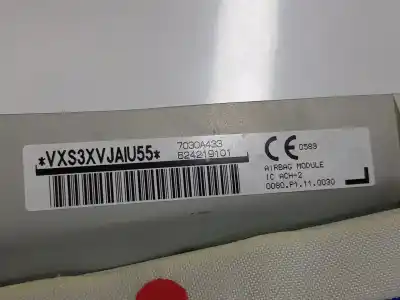 *VXS3XVJAIU55*
7030A433
624219101
CE 0589
AIRBAG MODULE
IC ACH-2
0080.P1.11.0030